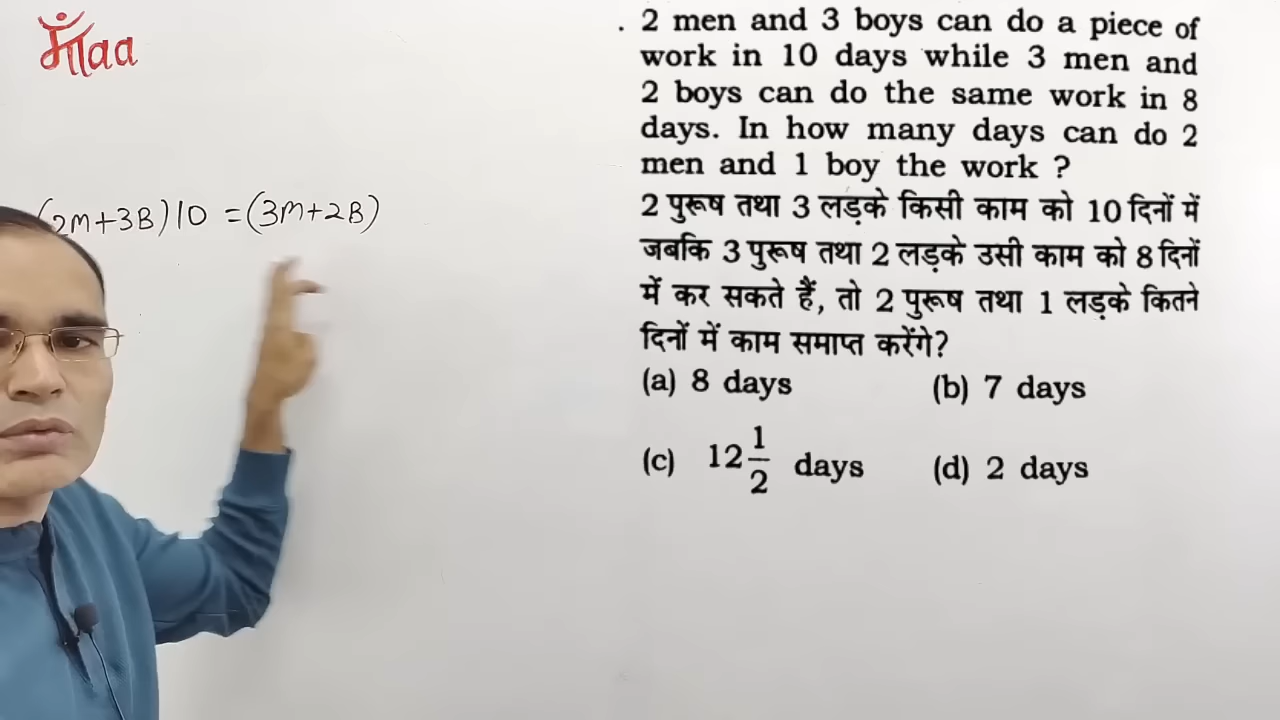 माँaa
. 2 men and 3 boys can do a piece of
work in 10 days while 3 men and
2 boys can do the same work in 8
days. In how many days can do 2
men and 1 boy the work ?
2 पुरूष तथा 3 लड़के किसी काम को 10 दिनों में
जबकि 3 पुरूष तथा 2 लड़के उसी काम को 8 दिनों
में कर सकते हैं, तो 2 पुरूष तथा 1 लड़के कितने
दिनों में काम समाप्त करेंगे?
(a) 8 days (b) 7 days
(c) 12 1/2 days (d) 2 days
(2M+3B)10 =(3M+2B)